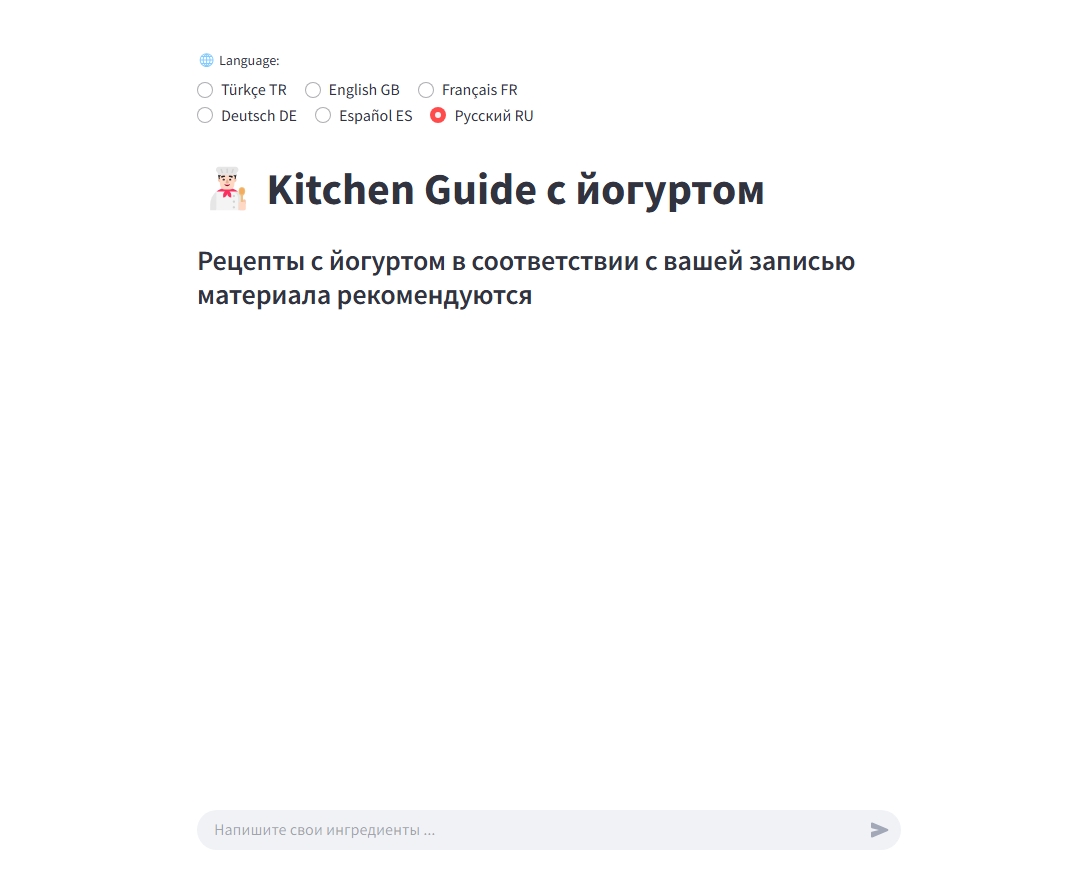 Language:
Türkçe TR English GB Français FR
Deutsch DE Español ES Русский RU
Kitchen Guide с йогуртом
Рецепты с йогуртом в соответствии с вашей записью
материала рекомендуются
Напишите свои ингредиенты ...